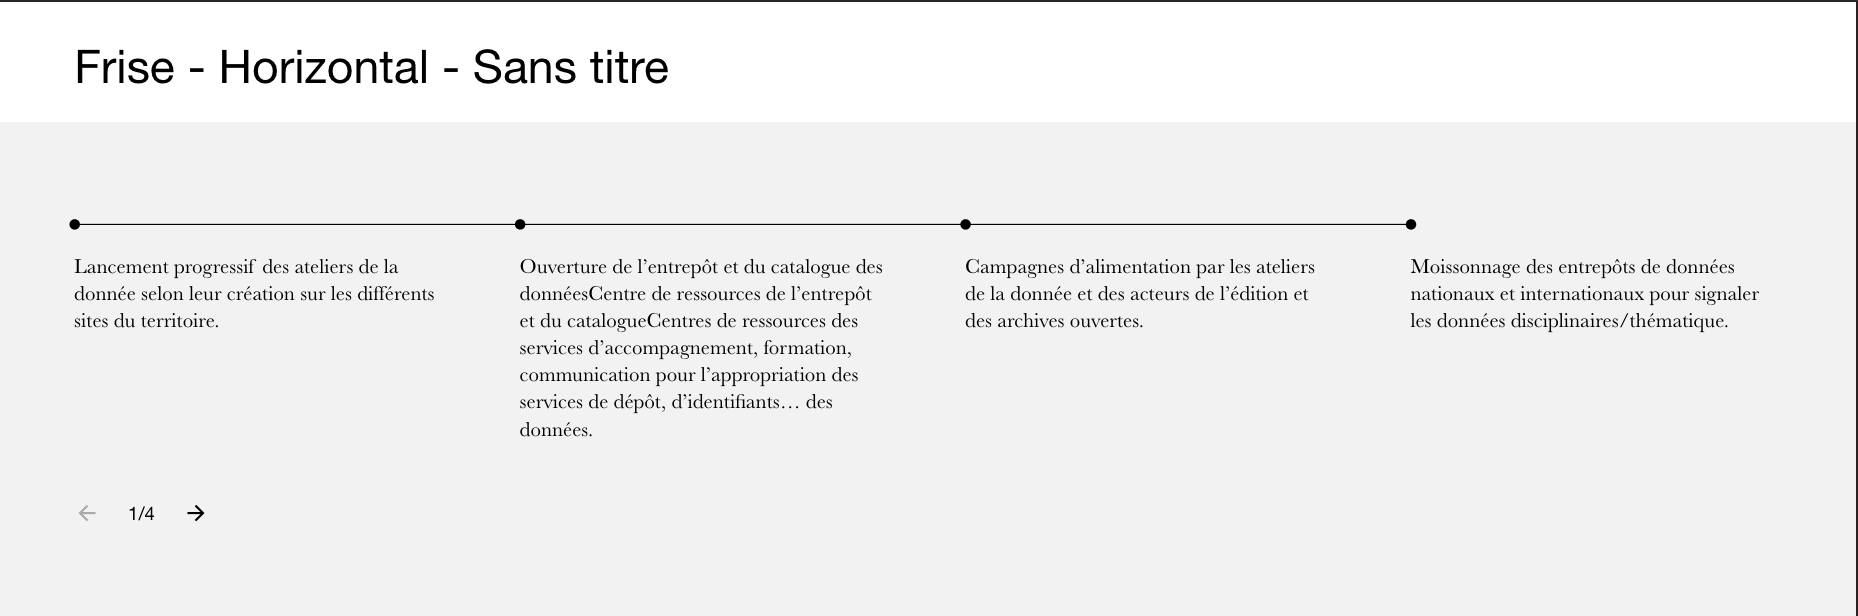 Frise - Horizontal - Sans titre
Lancement progressif des ateliers de la
donnée selon leur création sur les différents
sites du territoire.
Ouverture de l’entrepôt et du catalogue des
donnéesCentre de ressources de l’entrepôt
et du catalogueCentres de ressources des
services d’accompagnement, formation,
communication pour l’appropriation des
services de dépôt, d’identifiants… des
données.
Campagnes d’alimentation par les ateliers
de la donnée et des acteurs de l’édition et
des archives ouvertes.
Moissonnage des entrepôts de données
nationaux et internationaux pour signaler
les données disciplinaires/thématique.
1/4